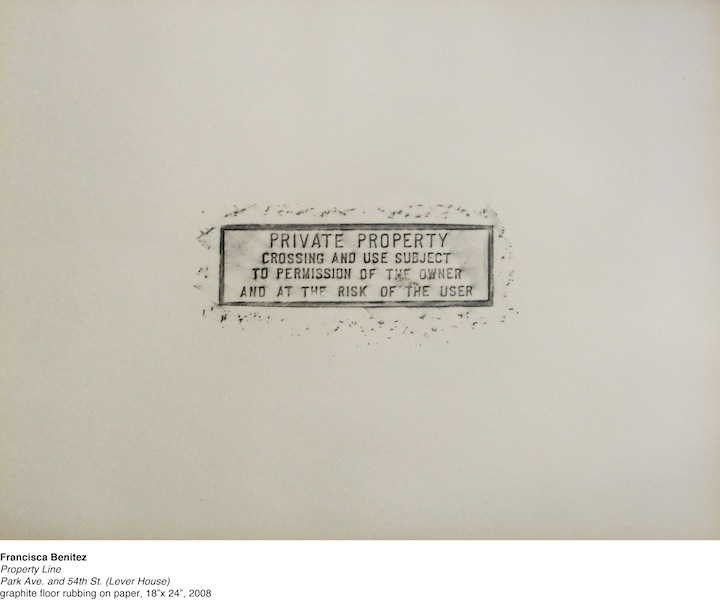 PRIVATE PROPERTY
CROSSING AND USE SUBJECT
TO PERMISSION OF THE OWNER
AND AT THE RISK OF THE USER
Francisca Benitez
Property Line
Park Ave. and 54th St. (Lever House)
graphite floor rubbing on paper, 18"x 24", 2008